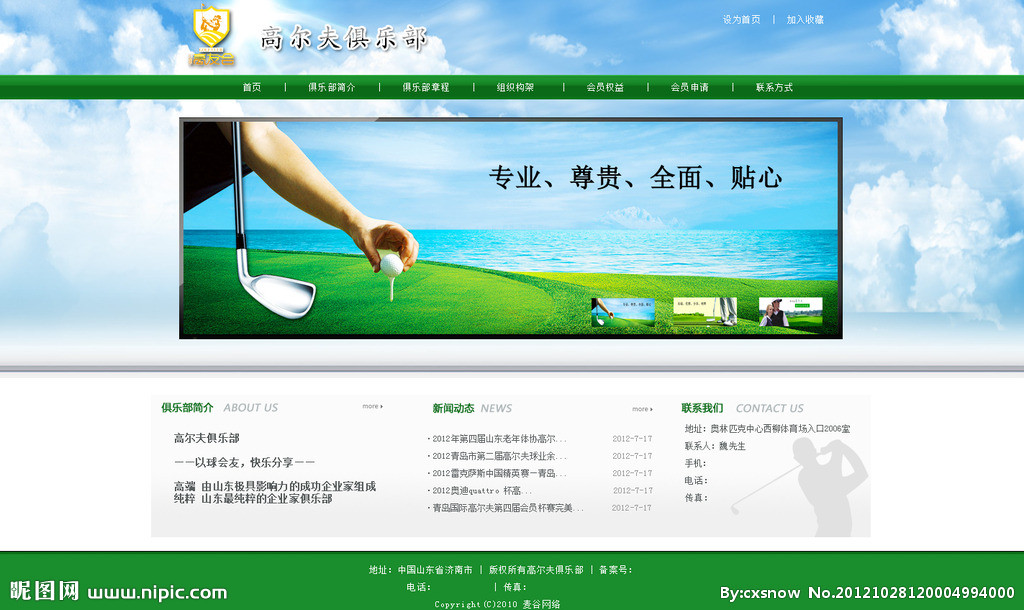 设为首页 | 加入收藏
高尔夫俱乐部
首页 | 俱乐部简介 | 俱乐部章程 | 组织构架 | 会员权益 | 会员申请 | 联系方式
专业、尊贵、全面、贴心
俱乐部简介 ABOUT US more
高尔夫俱乐部
——以球会友，快乐分享——
高端 由山东极具影响力的成功企业家组成
纯粹 山东最纯粹的企业家俱乐部
新闻动态 NEWS more
·2012年第四届山东老年体协高尔... 2012-7-17
·2012青岛市第二届高尔夫球业余... 2012-7-17
·2012雷克萨斯中国精英赛—青岛... 2012-7-17
·2012奥迪quattro 杯高... 2012-7-17
·青岛国际高尔夫第四届会员杯赛完美... 2012-7-17
联系我们 CONTACT US
地址：奥林匹克中心西柳体育场入口2006室
联系人：魏先生
手机：
电话：
传真：
地址：中国山东省济南市 | 版权所有高尔夫俱乐部 | 备案号：
电话： | 传真：
Copyright(C)2010 麦谷网络
昵图网 www.nipic.com
By:cxsnow No.20121028120004994000